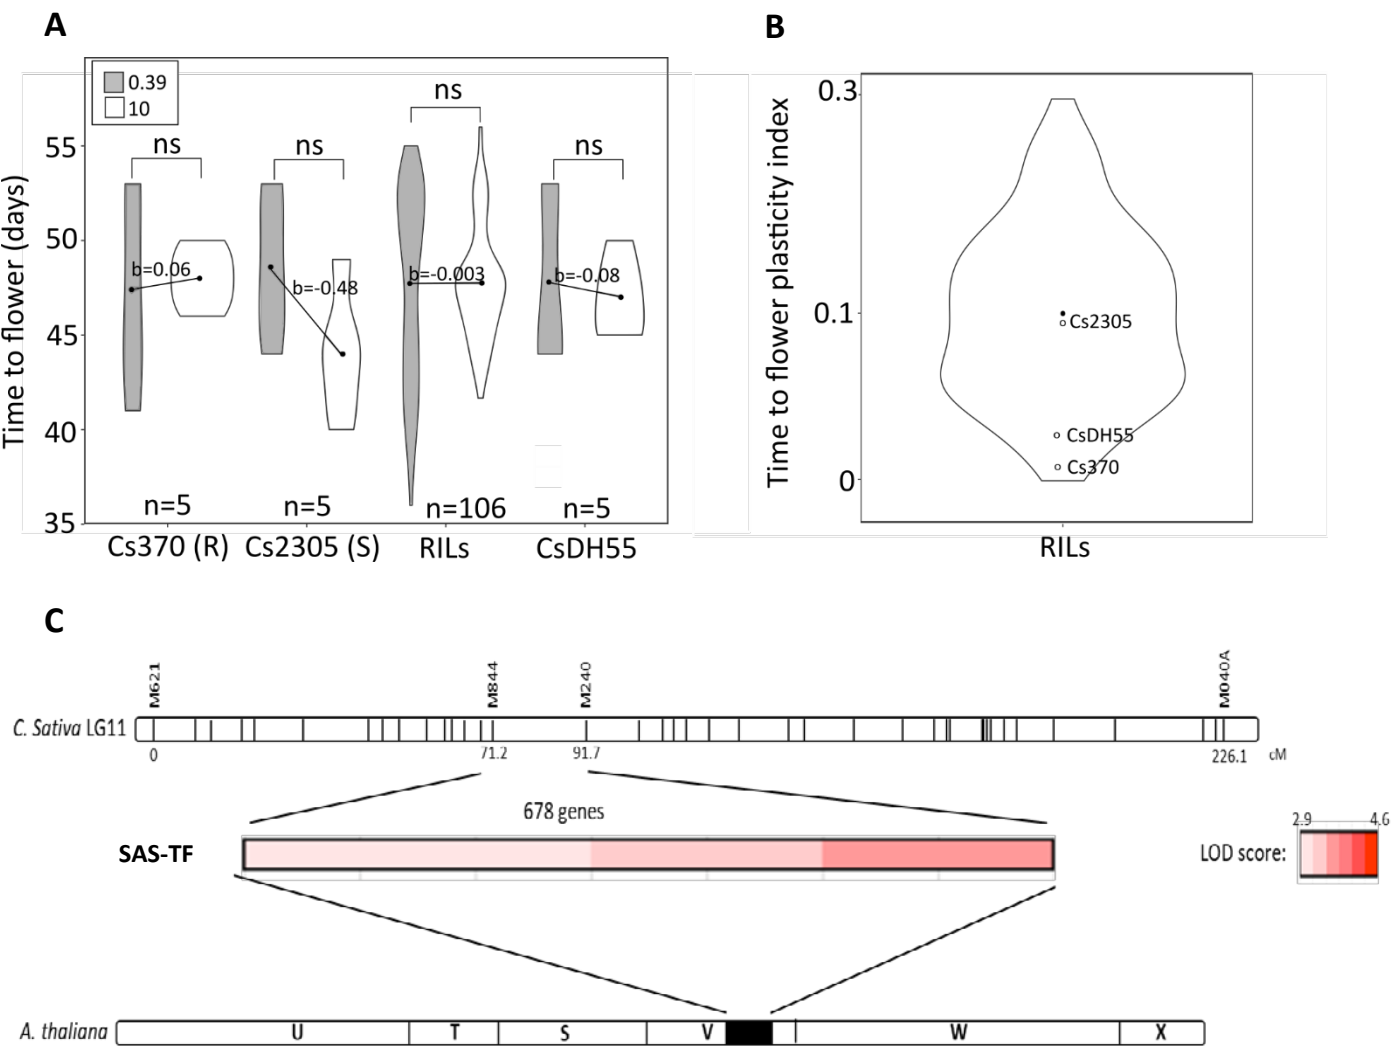 A
0.39
10
ns
ns
ns
ns
Time to flower (days)
55
50
45
40
35
b=0.06
b=-0.48
b=-0.003
b=-0.08
n=5
n=5
n=106
n=5
Cs370 (R)
Cs2305 (S)
RILs
CsDH55
B
Time to flower plasticity index
0.3
0.1
0
Cs2305
CsDH55
Cs370
RILs
C
M621
M844
M240
M040A
C. Sativa LG11
0
71.2
91.7
226.1
cM
678 genes
SAS-TF
LOD score:
2.9
4.6
A. thaliana
U
T
S
V
W
X